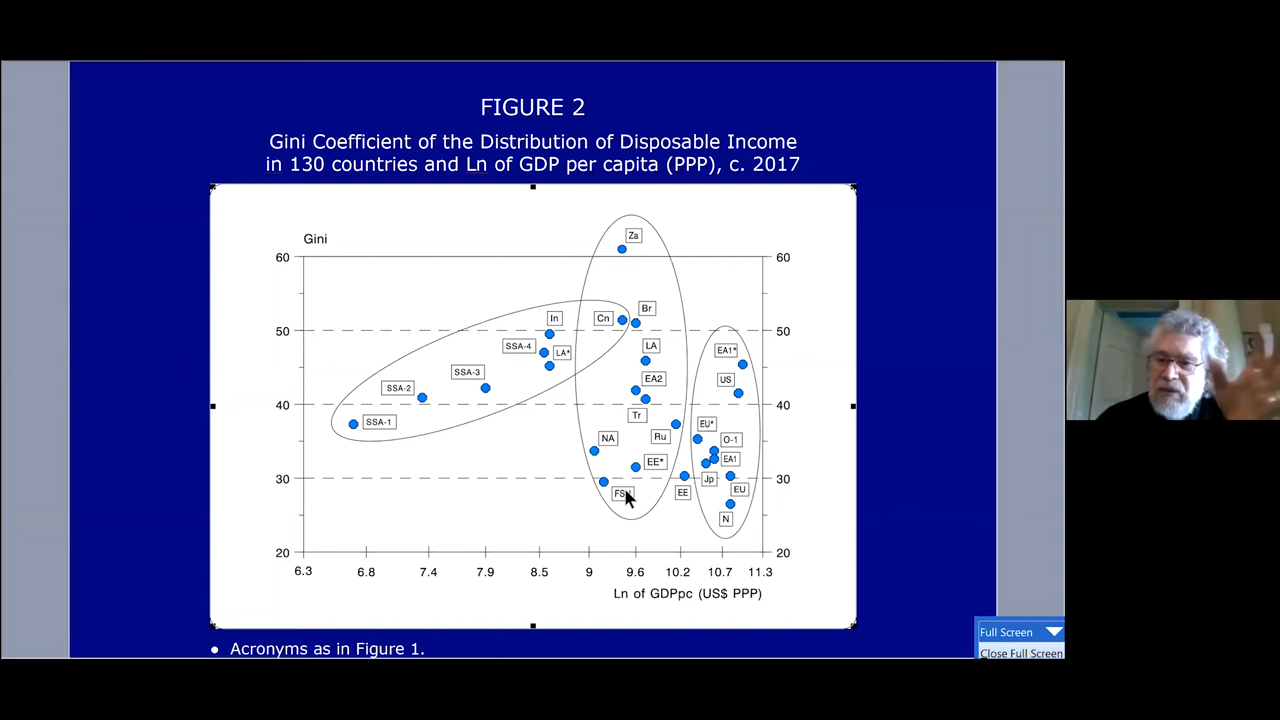 FIGURE 2
Gini Coefficient of the Distribution of Disposable Income
in 130 countries and Ln of GDP per capita (PPP), c. 2017
Gini
Za
60
60
Br
In
Cn
50
50
SSA-4
LA*
LA
EA1*
SSA-3
EA2
US
SSA-2
40
40
SSA-1
Tr
EU*
NA
Ru
O-1
EE*
EA1
30
30
Jp
EE
EU
N
20
20
6.3
6.8
7.4
7.9
8.5
9
9.6
10.2
10.7
11.3
Ln of GDPpc (US$ PPP)
Full Screen
• Acronyms as in Figure 1.
Close Full Screen